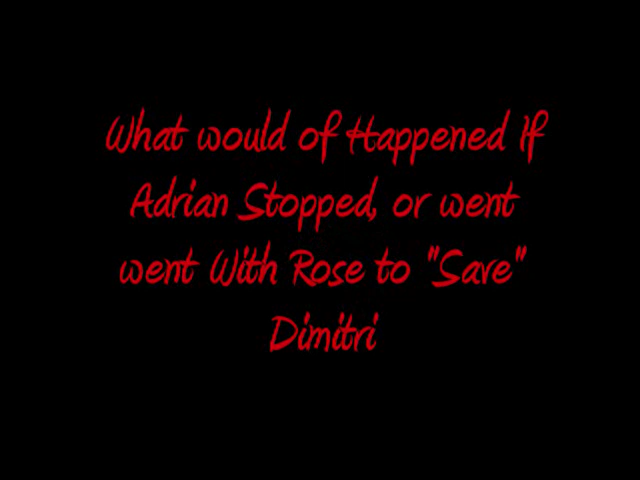 What would of Happened If
Adrian Stopped, or went
went With Rose to "Save"
Dimitri